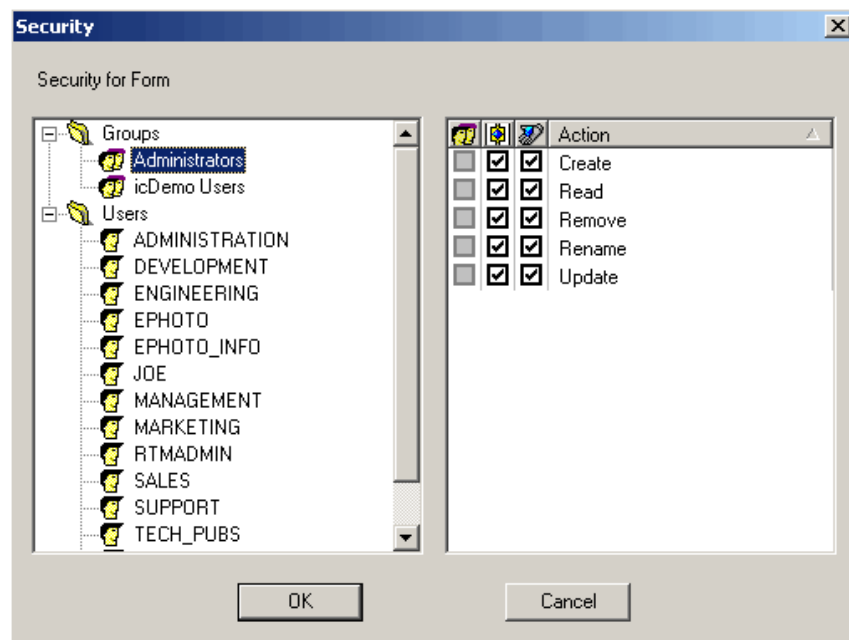 Security
Security for Form
Groups
Administrators
icDemo Users
Users
ADMINISTRATION
DEVELOPMENT
ENGINEERING
EPHOTO
EPHOTO_INFO
JOE
MANAGEMENT
MARKETING
RTMADMIN
SALES
SUPPORT
TECH_PUBS
Action
Create
Read
Remove
Rename
Update
OK
Cancel